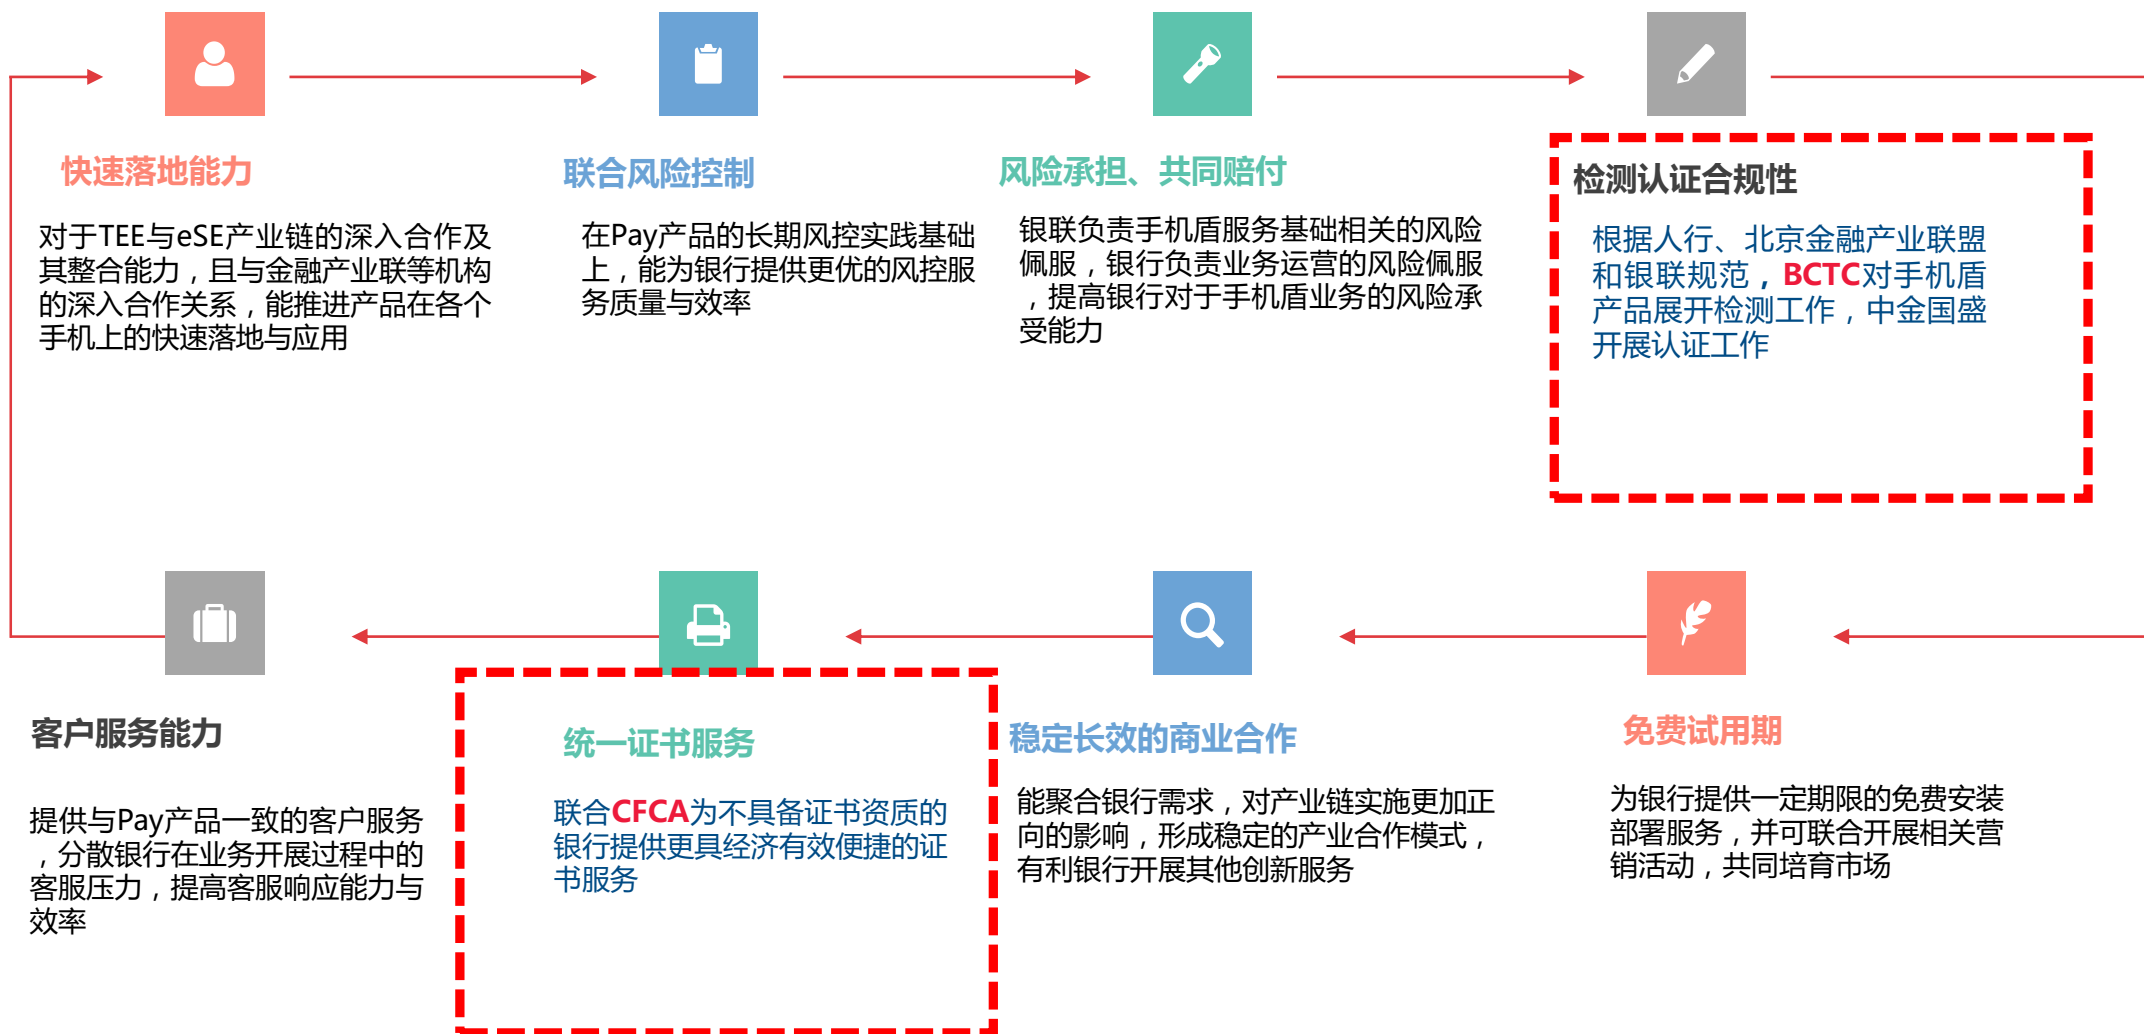 快速落地能力
对于TEE与eSE产业链的深入合作及
其整合能力，且与金融产业联等机构
的深入合作关系，能推进产品在各个
手机上的快速落地与应用
联合风险控制
在Pay产品的长期风控实践基础
上，能为银行提供更优的风控服
务质量与效率
风险承担、共同赔付
银联负责手机盾服务基础相关的风险
佩服，银行负责业务运营的风险佩服
，提高银行对于手机盾业务的风险承
受能力
检测认证合规性
根据人行、北京金融产业联盟
和银联规范，BCTC对手机盾
产品展开检测工作，中金国盛
开展认证工作
客户服务能力
提供与Pay产品一致的客户服务
，分散银行在业务开展过程中的
客服压力，提高客服响应能力与
效率
统一证书服务
联合CFCA为不具备证书资质的
银行提供更具经济有效便捷的证
书服务
稳定长效的商业合作
能聚合银行需求，对产业链实施更加正
向的影响，形成稳定的产业合作模式，
有利银行开展其他创新服务
免费试用期
为银行提供一定期限的免费安装
部署服务，并可联合开展相关营
销活动，共同培育市场